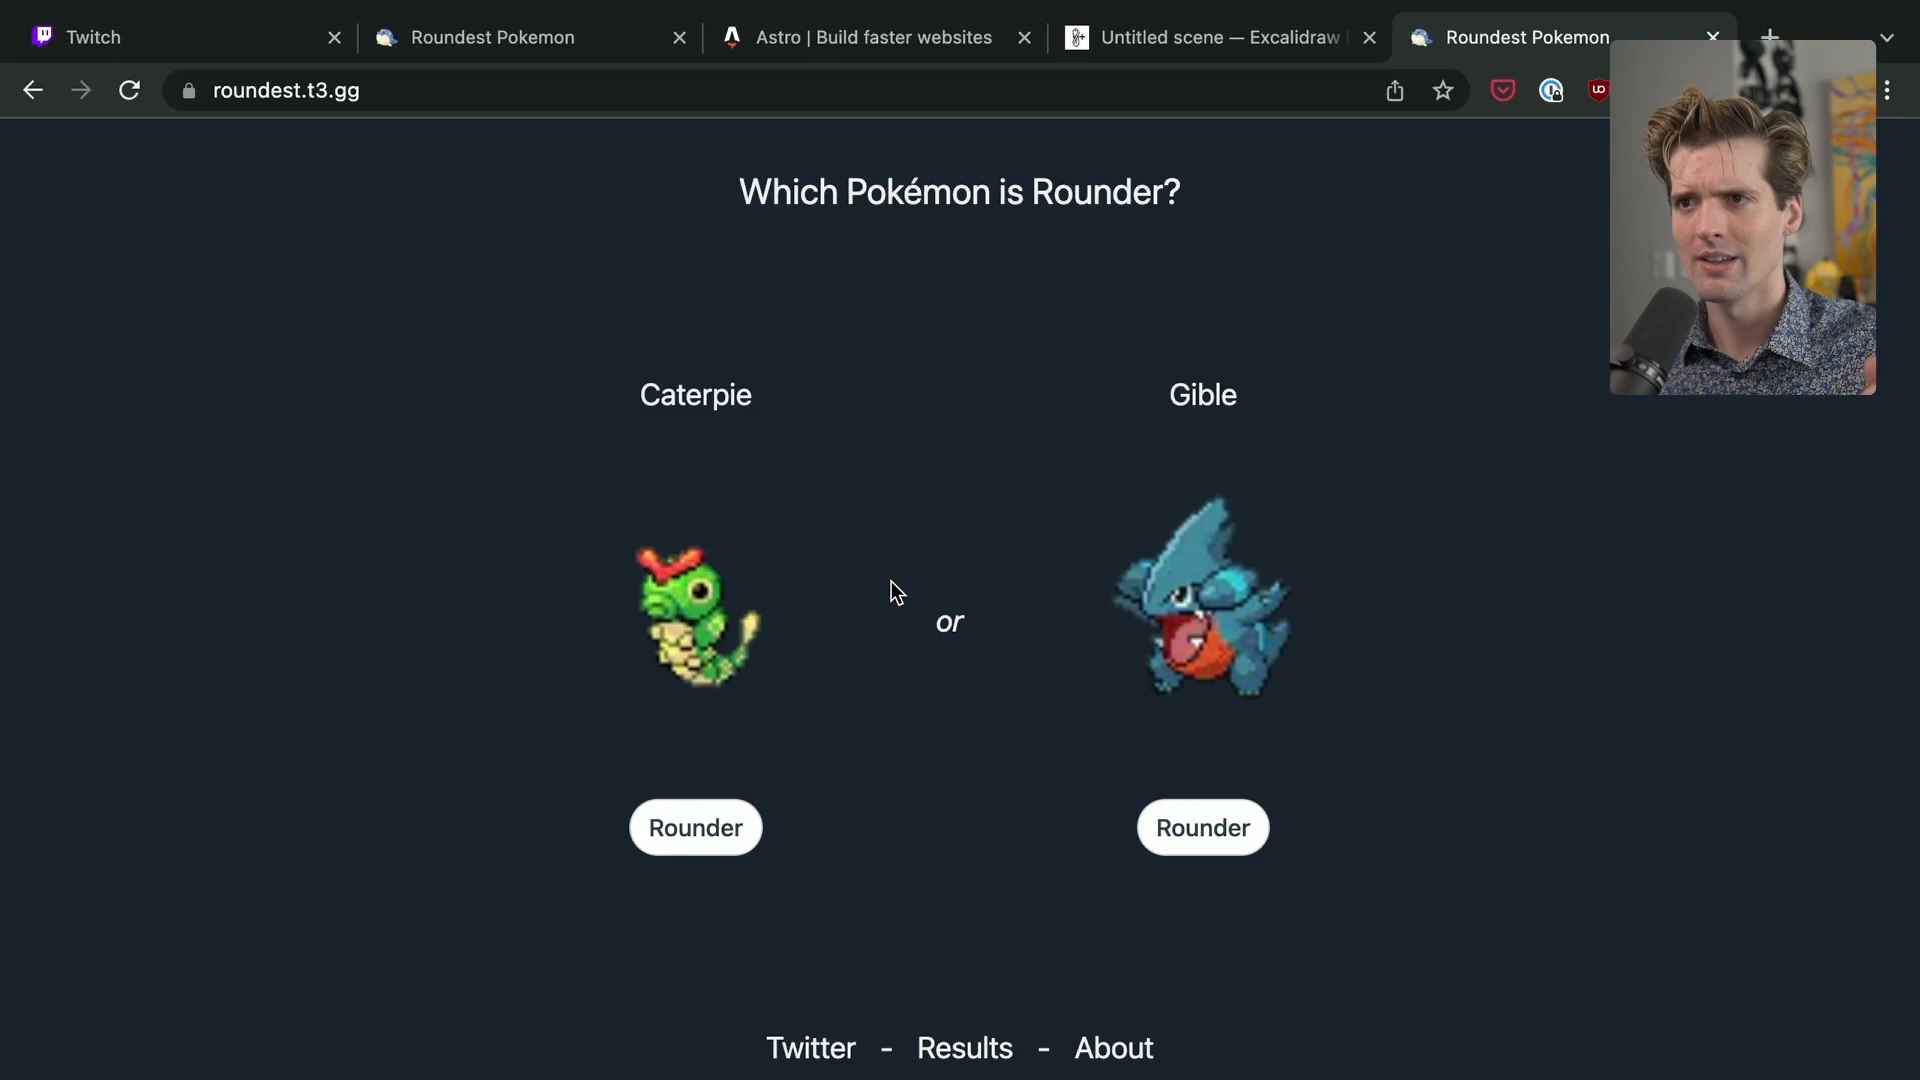 Twitch
Roundest Pokemon
Astro | Build faster websites
Untitled scene — Excalidraw
Roundest Pokemon
roundest.t3.gg
Which Pokémon is Rounder?
Caterpie
Gible
or
Rounder
Rounder
Twitter - Results - About